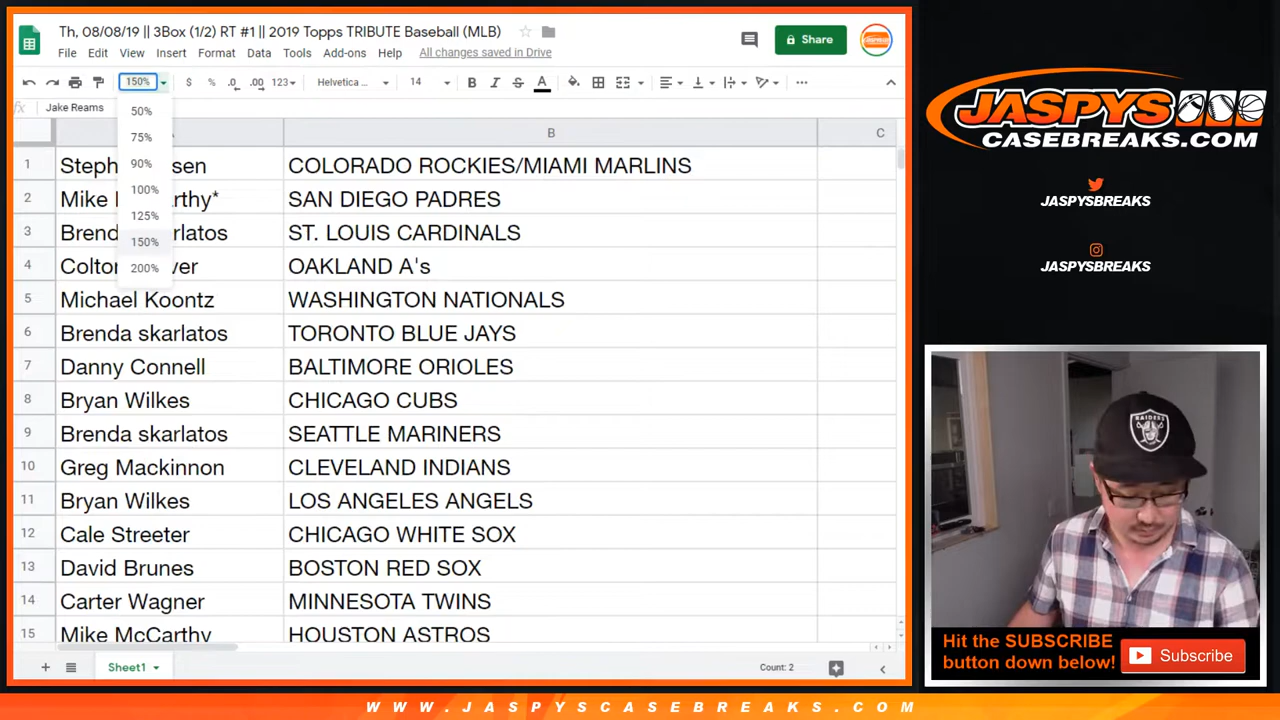 Th, 08/08/19 || 3Box (1/2) RT #1 || 2019 Topps TRIBUTE Baseball (MLB)
File Edit View Insert Format Data Tools Add-ons Help All changes saved in Drive
Share
150% $ % .0 .00 123 Helvetica ... 14 B I S A
fx Jake Reams
50%
75%
90%
100%
125%
150%
200%
B C
1 COLORADO ROCKIES/MIAMI MARLINS
2 Mike SAN DIEGO PADRES
3 ST. LOUIS CARDINALS
4 OAKLAND A's
5 Michael Koontz WASHINGTON NATIONALS
6 Brenda skarlatos TORONTO BLUE JAYS
7 Danny Connell BALTIMORE ORIOLES
8 Bryan Wilkes CHICAGO CUBS
9 Brenda skarlatos SEATTLE MARINERS
10 Greg Mackinnon CLEVELAND INDIANS
11 Bryan Wilkes LOS ANGELES ANGELS
12 Cale Streeter CHICAGO WHITE SOX
13 David Brunes BOSTON RED SOX
14 Carter Wagner MINNESOTA TWINS
15 Mike McCarthy HOUSTON ASTROS
Sheet1
Count: 2
JASPYS
CASEBREAKS.COM
JASPYSBREAKS
JASPYSBREAKS
RAIDERS
Hit the SUBSCRIBE
button down below!
Subscribe
WWW.JASPYSCASEBREAKS.COM